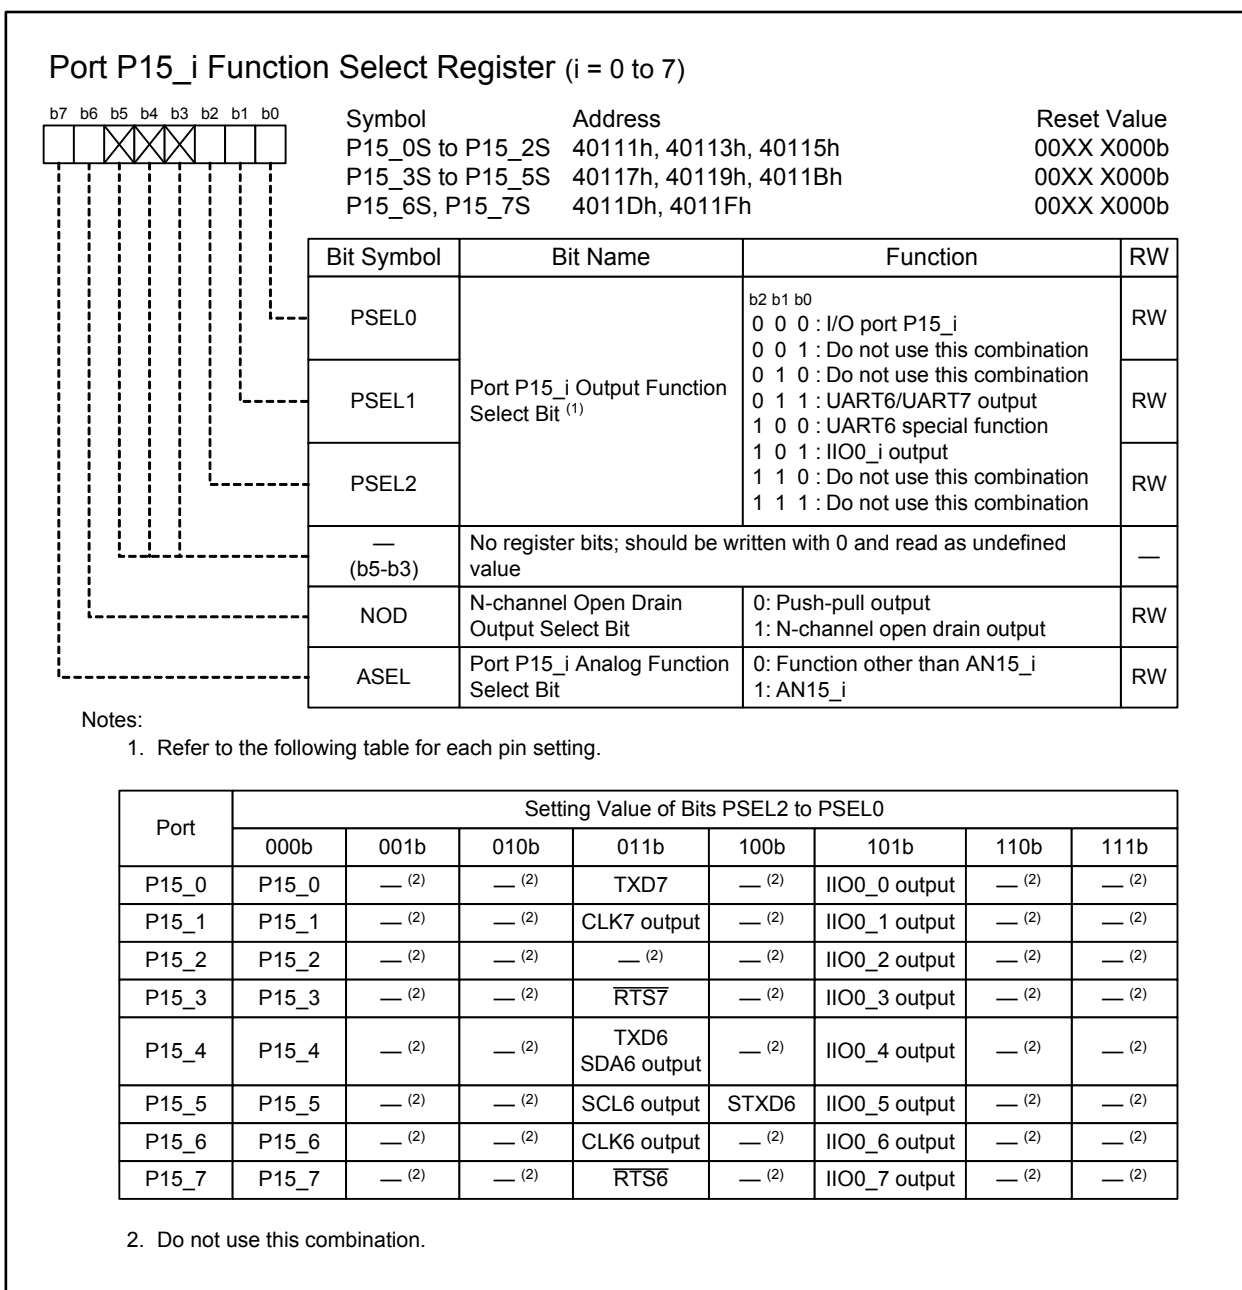 Port P15_i Function Select Register (i = 0 to 7)
b7 b6 b5 b4 b3 b2 b1 b0
Symbol Address Reset Value
P15_0S to P15_2S 40111h, 40113h, 40115h 00XX X000b
P15_3S to P15_5S 40117h, 40119h, 4011Bh 00XX X000b
P15_6S, P15_7S 4011Dh, 4011Fh 00XX X000b
Bit Symbol Bit Name Function RW
PSEL0 RW
PSEL1 RW
PSEL2 RW
Port P15_i Output Function
Select Bit (1)
b2 b1 b0
0 0 0 : I/O port P15_i
0 0 1 : Do not use this combination
0 1 0 : Do not use this combination
0 1 1 : UART6/UART7 output
1 0 0 : UART6 special function
1 0 1 : IIO0_i output
1 1 0 : Do not use this combination
1 1 1 : Do not use this combination
—
(b5-b3)
No register bits; should be written with 0 and read as undefined
value
—
NOD
N-channel Open Drain
Output Select Bit
0: Push-pull output
1: N-channel open drain output
RW
ASEL
Port P15_i Analog Function
Select Bit
0: Function other than AN15_i
1: AN15_i
RW
Notes:
1. Refer to the following table for each pin setting.
Port Setting Value of Bits PSEL2 to PSEL0
000b 001b 010b 011b 100b 101b 110b 111b
P15_0 P15_0 — (2) — (2) TXD7 — (2) IIO0_0 output — (2) — (2)
P15_1 P15_1 — (2) — (2) CLK7 output — (2) IIO0_1 output — (2) — (2)
P15_2 P15_2 — (2) — (2) — (2) — (2) IIO0_2 output — (2) — (2)
P15_3 P15_3 — (2) — (2) RTS7 — (2) IIO0_3 output — (2) — (2)
P15_4 P15_4 — (2) — (2) TXD6
SDA6 output — (2) IIO0_4 output — (2) — (2)
P15_5 P15_5 — (2) — (2) SCL6 output STXD6 IIO0_5 output — (2) — (2)
P15_6 P15_6 — (2) — (2) CLK6 output — (2) IIO0_6 output — (2) — (2)
P15_7 P15_7 — (2) — (2) RTS6 — (2) IIO0_7 output — (2) — (2)
2. Do not use this combination.